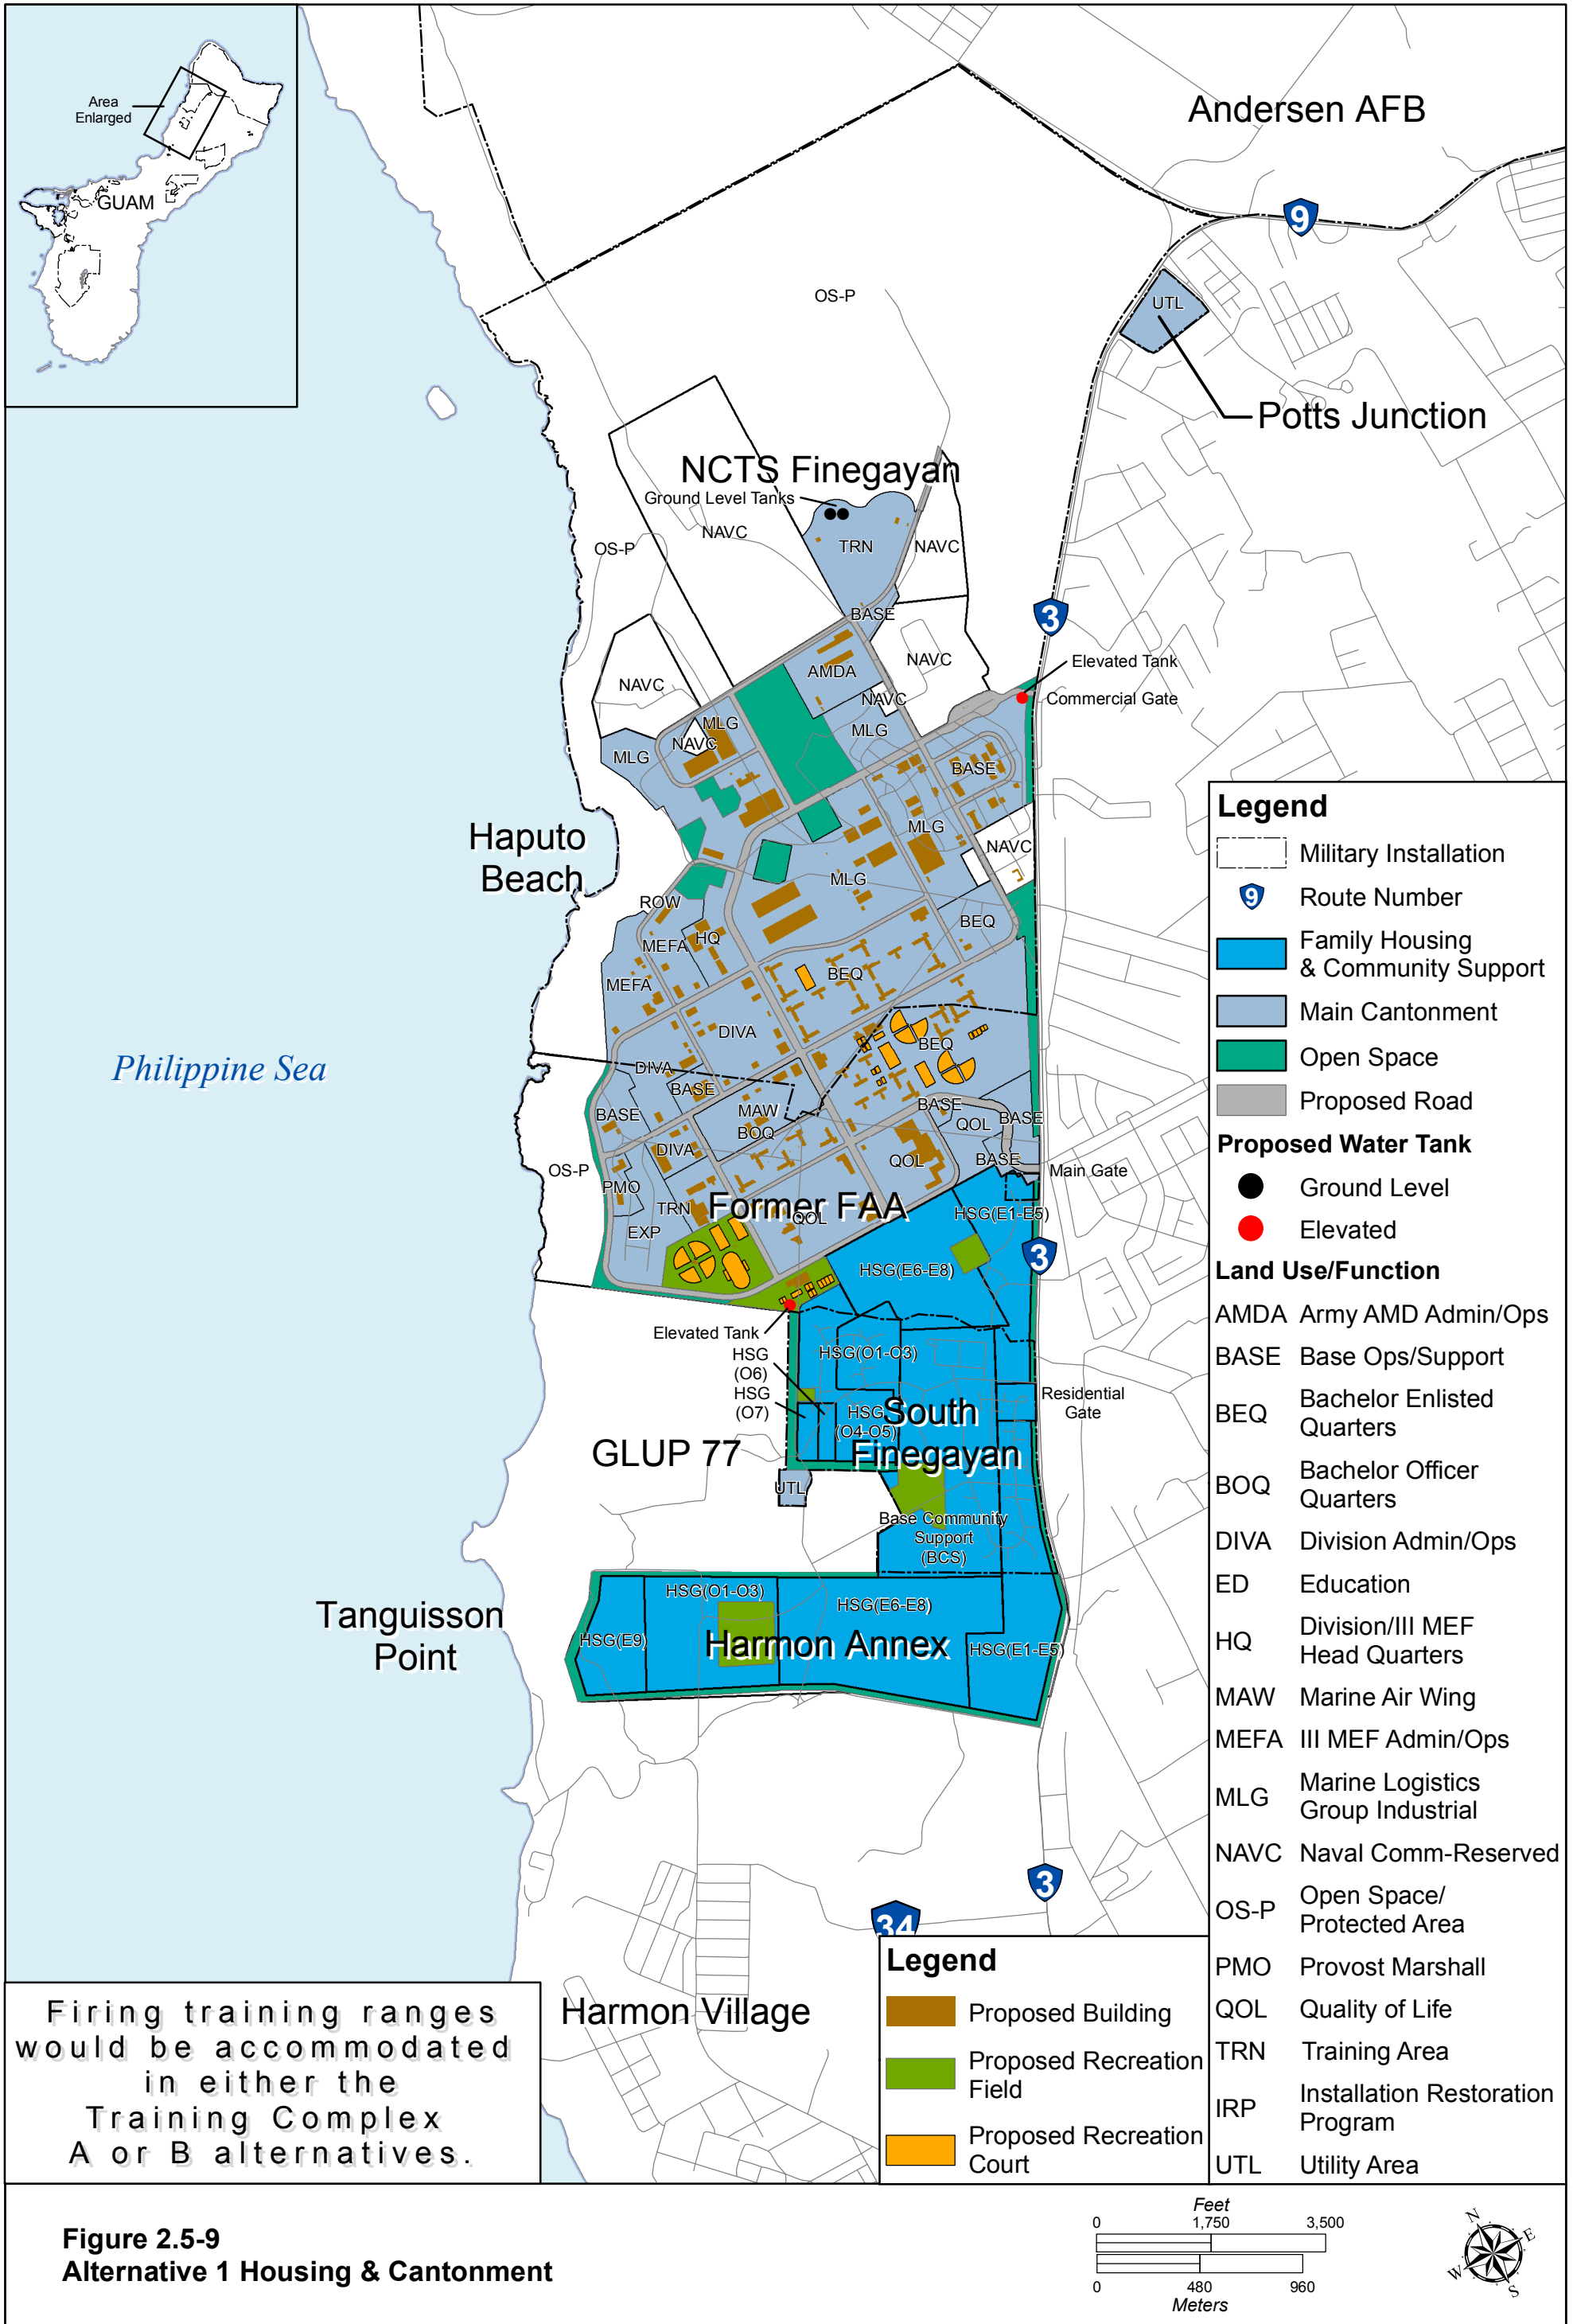 Area
Enlarged
GUAM
Andersen AFB
9
OS-P
UTL
Potts Junction
NCTS Finegayan
Ground Level Tanks
NAVC
OS-P
TRN
NAVC
BASE
3
NAVC
Elevated Tank
AMDA
NAVC
NAVC
Commercial Gate
MLG
MLG
NAVC
MLG
BASE
Haputo
Beach
MLG
NAVC
MLG
ROW
BEQ
HQ
MEFA
BEQ
MEFA
DIVA
BEQ
Philippine Sea
DIVA
BASE
BASE
MAW
BOQ
BASE
QOL
BASE
DIVA
QOL
BASE
Main Gate
OS-P
PMO
TRN
Former FAA
QOL
HSG(E1-E5)
EXP
3
HSG(E6-E8)
Elevated Tank
HSG
(O6)
HSG(O1-O3)
HSG
(O7)
HSG
(O4-O5)
South
Finegayan
Residential
Gate
GLUP 77
UTL
Base Community
Support
(BCS)
HSG(O1-O3)
HSG(E6-E8)
Tanguisson
Point
HSG(E9)
Harmon Annex
HSG(E1-E5)
3
34
Harmon Village
Firing training ranges
would be accommodated
in either the
Training Complex
A or B alternatives.
Legend
Military Installation
9 Route Number
Family Housing
& Community Support
Main Cantonment
Open Space
Proposed Road
Proposed Water Tank
Ground Level
Elevated
Land Use/Function
AMDA Army AMD Admin/Ops
BASE Base Ops/Support
BEQ Bachelor Enlisted
Quarters
BOQ Bachelor Officer
Quarters
DIVA Division Admin/Ops
ED Education
HQ Division/III MEF
Head Quarters
MAW Marine Air Wing
MEFA III MEF Admin/Ops
MLG Marine Logistics
Group Industrial
NAVC Naval Comm-Reserved
OS-P Open Space/
Protected Area
PMO Provost Marshall
QOL Quality of Life
TRN Training Area
IRP Installation Restoration
Program
UTL Utility Area
Legend
Proposed Building
Proposed Recreation
Field
Proposed Recreation
Court
Figure 2.5-9
Alternative 1 Housing & Cantonment
Feet
0 1,750 3,500
0 480 960
Meters
N
E
W
S